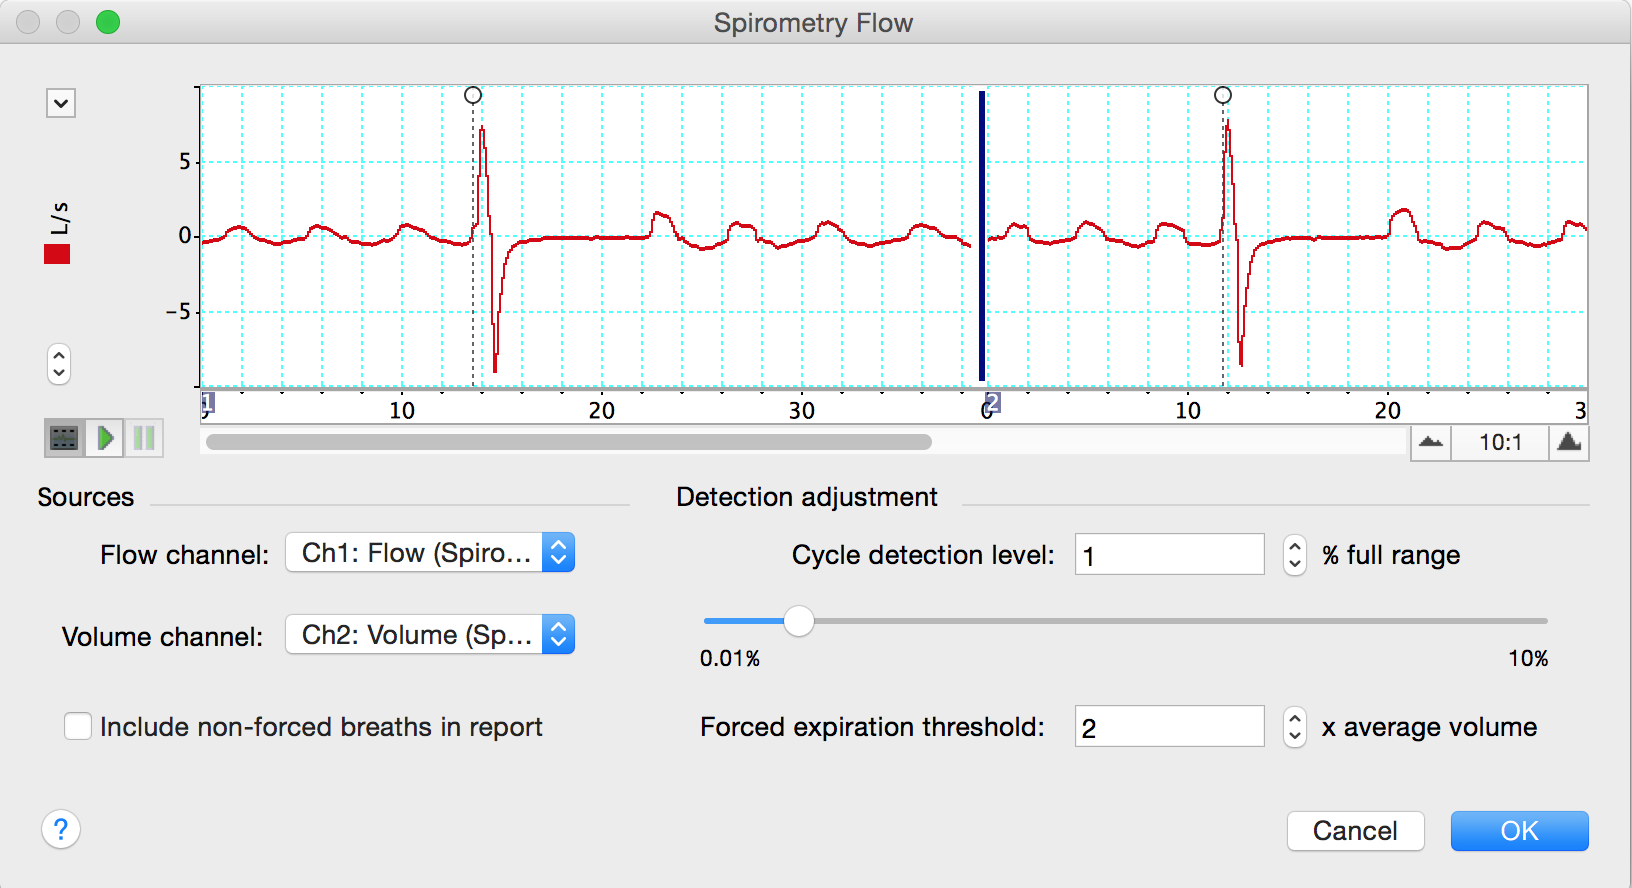 Spirometry Flow
5
0
−5
L/s
1
10
20
30
0
2
10
20
3
10:1
Sources
Flow channel:
Ch1: Flow (Spiro...
Volume channel:
Ch2: Volume (Sp...
Include non-forced breaths in report
Detection adjustment
Cycle detection level:
1
% full range
0.01%
10%
Forced expiration threshold:
2
x average volume
?
Cancel
OK